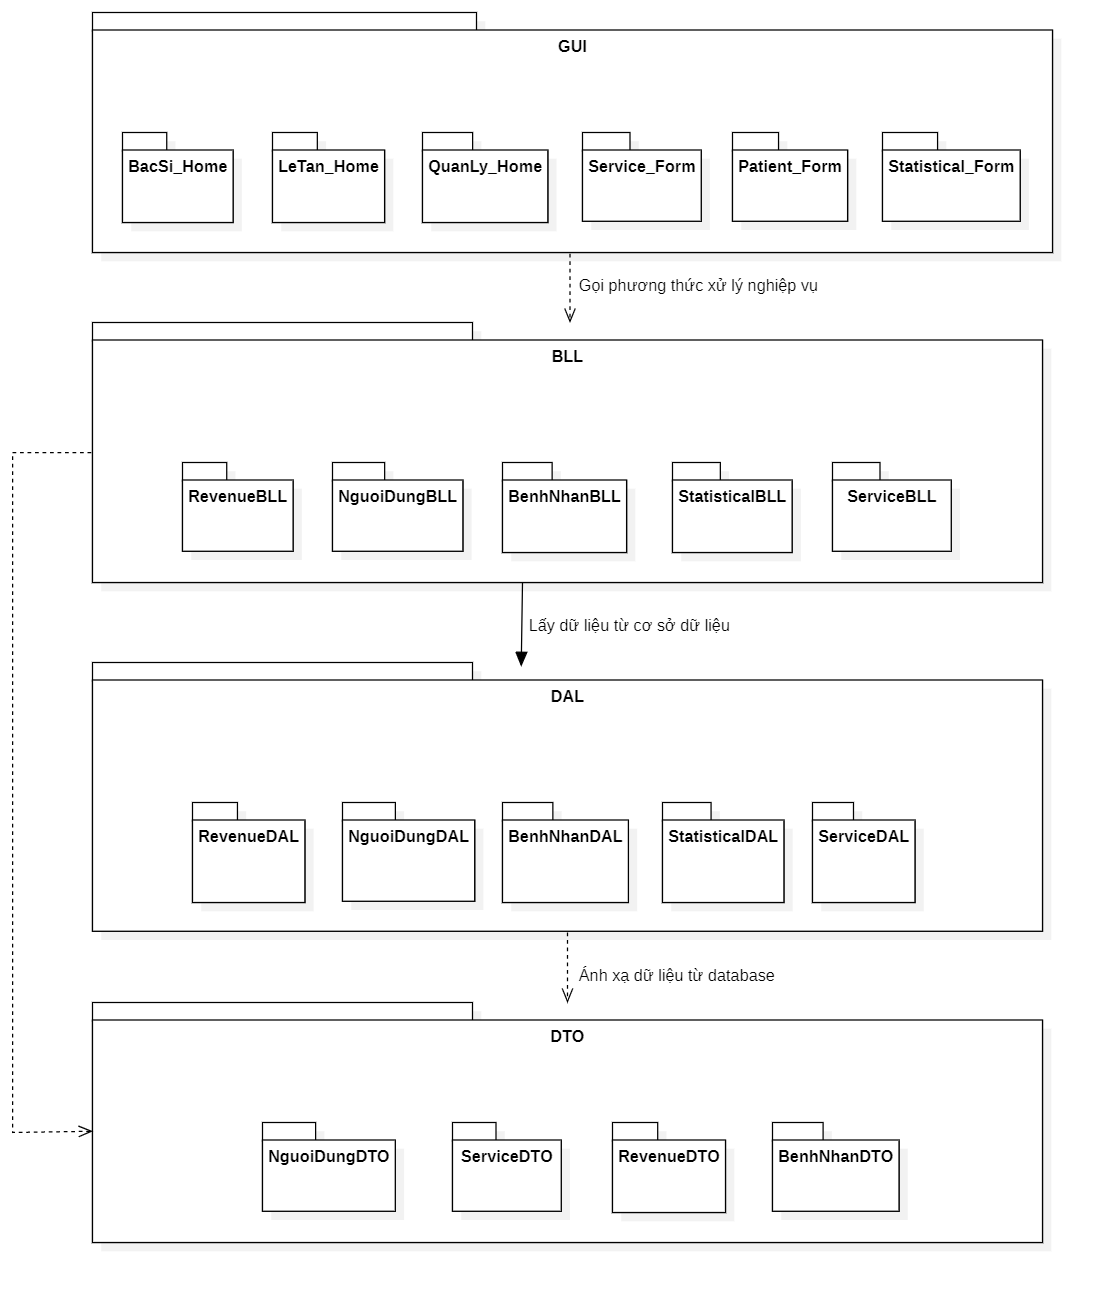 GUI
BacSi_Home
LeTan_Home
QuanLy_Home
Service_Form
Patient_Form
Statistical_Form
Gọi phương thức xử lý nghiệp vụ
BLL
RevenueBLL
NguoiDungBLL
BenhNhanBLL
StatisticalBLL
ServiceBLL
Lấy dữ liệu từ cơ sở dữ liệu
DAL
RevenueDAL
NguoiDungDAL
BenhNhanDAL
StatisticalDAL
ServiceDAL
Ánh xạ dữ liệu từ database
DTO
NguoiDungDTO
ServiceDTO
RevenueDTO
BenhNhanDTO